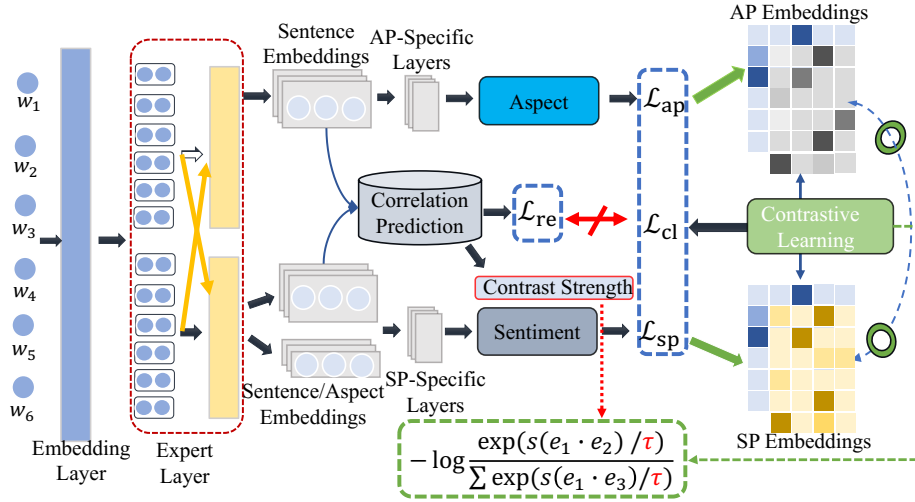 w₁
w₂
w₃
w₄
w₅
w₆
Embedding
Layer
Expert
Layer
Sentence
Embeddings
AP-Specific
Layers
Aspect
Correlation
Prediction
ℒre
Contrast Strength
Sentiment
Sentence/Aspect
Embeddings
SP-Specific
Layers
ℒap
ℒcl
ℒsp
AP Embeddings
Contrastive
Learning
SP Embeddings
− log exp(s(e₁ · e₂) /τ)
∑ exp(s(e₁ · e₃)/τ)